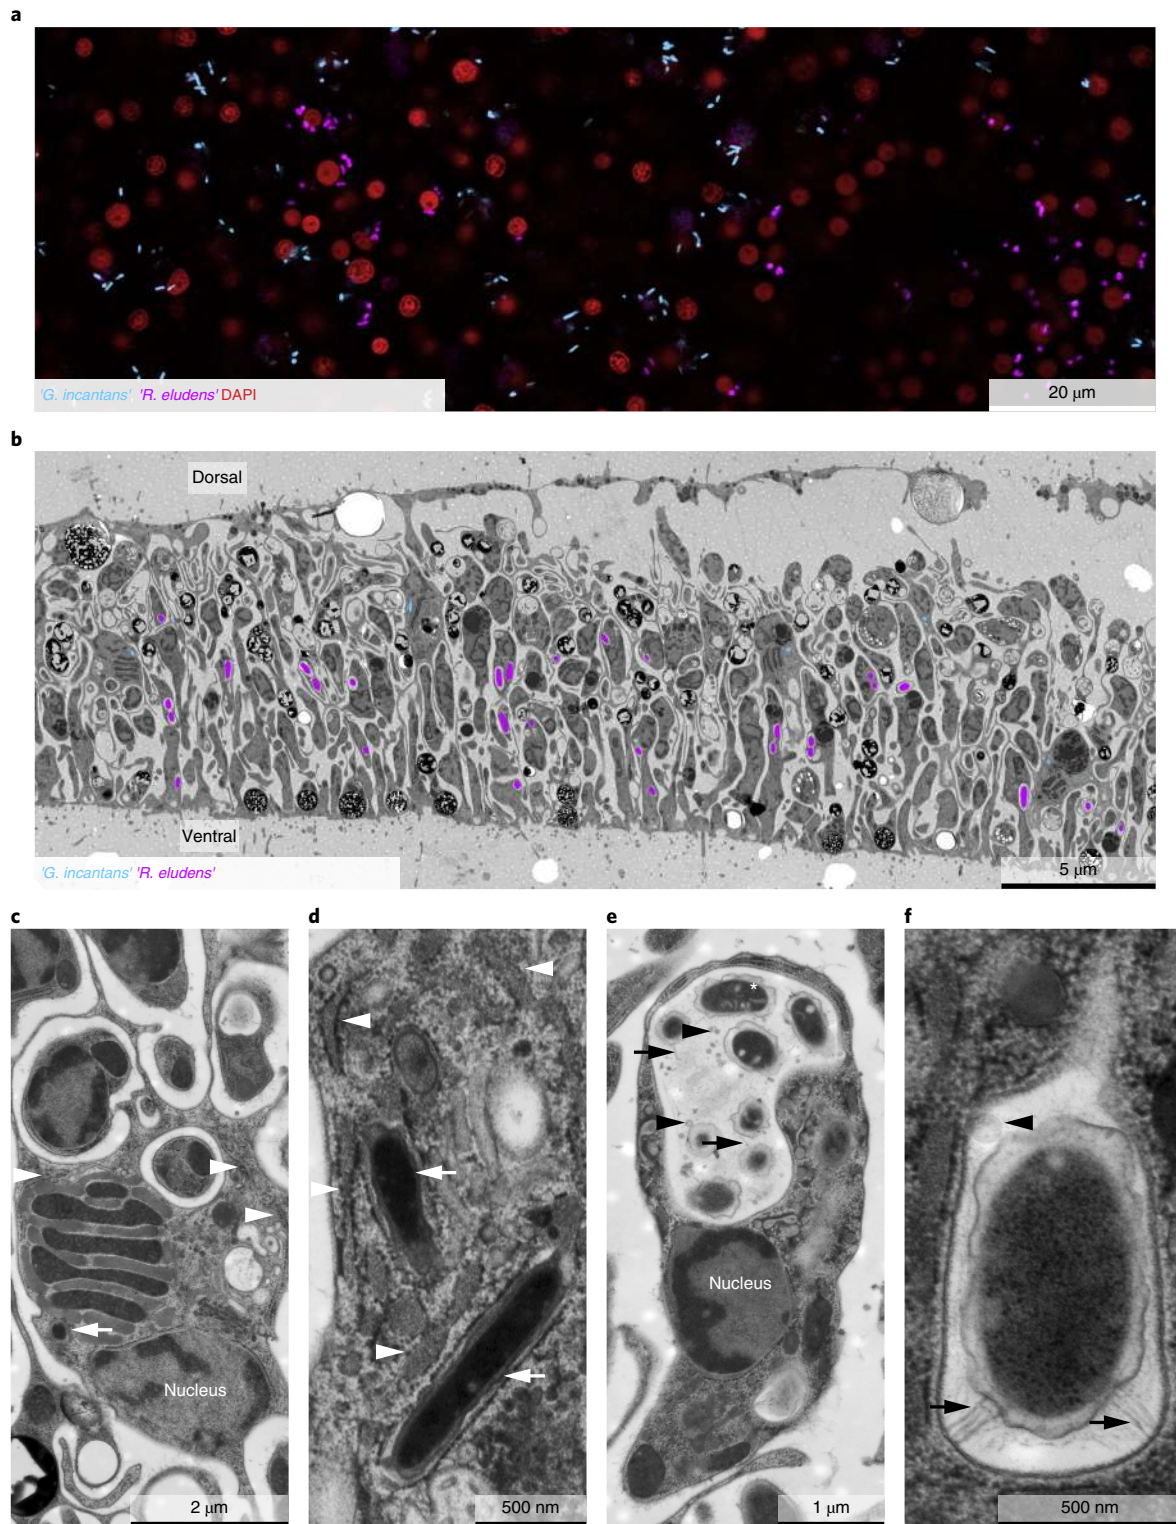 a
'G. incantans' 'R. eludens' DAPI
20 μm
b
Dorsal
Ventral
'G. incantans' 'R. eludens'
5 μm
c
d
e
f
*
Nucleus
Nucleus
2 μm
500 nm
1 μm
500 nm